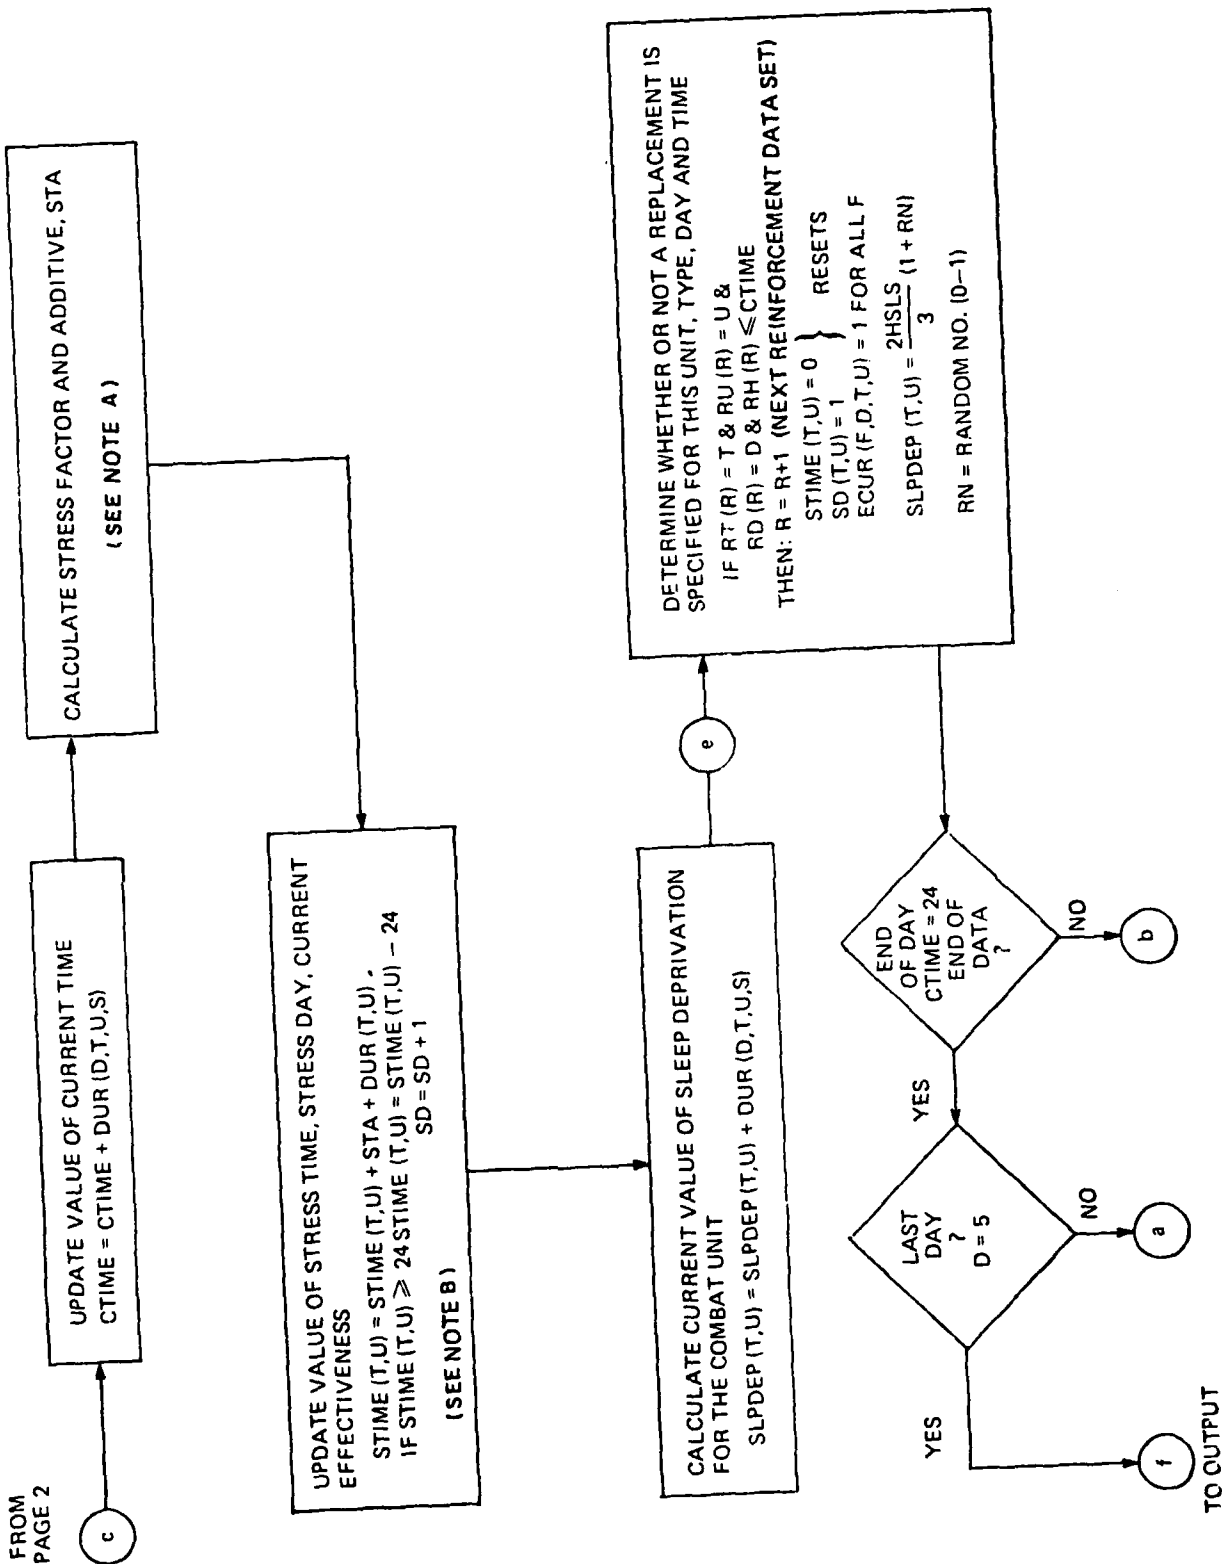 FROM
PAGE 2
c
UPDATE VALUE OF CURRENT TIME
CTIME = CTIME + DUR (D,T,U,S)
CALCULATE STRESS FACTOR AND ADDITIVE, STA
(SEE NOTE A)
UPDATE VALUE OF STRESS TIME, STRESS DAY, CURRENT
EFFECTIVENESS
STIME (T,U) = STIME (T,U) + STA + DUR (T,U),
IF STIME (T,U) ⩾ 24 STIME (T,U) = STIME (T,U) − 24
SD = SD + 1
(SEE NOTE B)
CALCULATE CURRENT VALUE OF SLEEP DEPRIVATION
FOR THE COMBAT UNIT
SLPDEP (T,U) = SLPDEP (T,U) + DUR (D,T,U,S)
e
DETERMINE WHETHER OR NOT A REPLACEMENT IS
SPECIFIED FOR THIS UNIT, TYPE, DAY AND TIME
IF RT (R) = T & RU (R) = U &
RD (R) = D & RH (R) ⩽ CTIME
THEN: R = R+1 (NEXT REINFORCEMENT DATA SET)
STIME (T,U) = 0
SD (T,U) = 1
} RESETS
ECUR (F,D,T,U) = 1 FOR ALL F
SLPDEP (T,U) = 2HSLS/3 (1 + RN)
RN = RANDOM NO. (0–1)
END
OF DAY
CTIME = 24
END OF
DATA
?
NO
b
YES
LAST
DAY
?
D = 5
NO
a
YES
f
TO OUTPUT